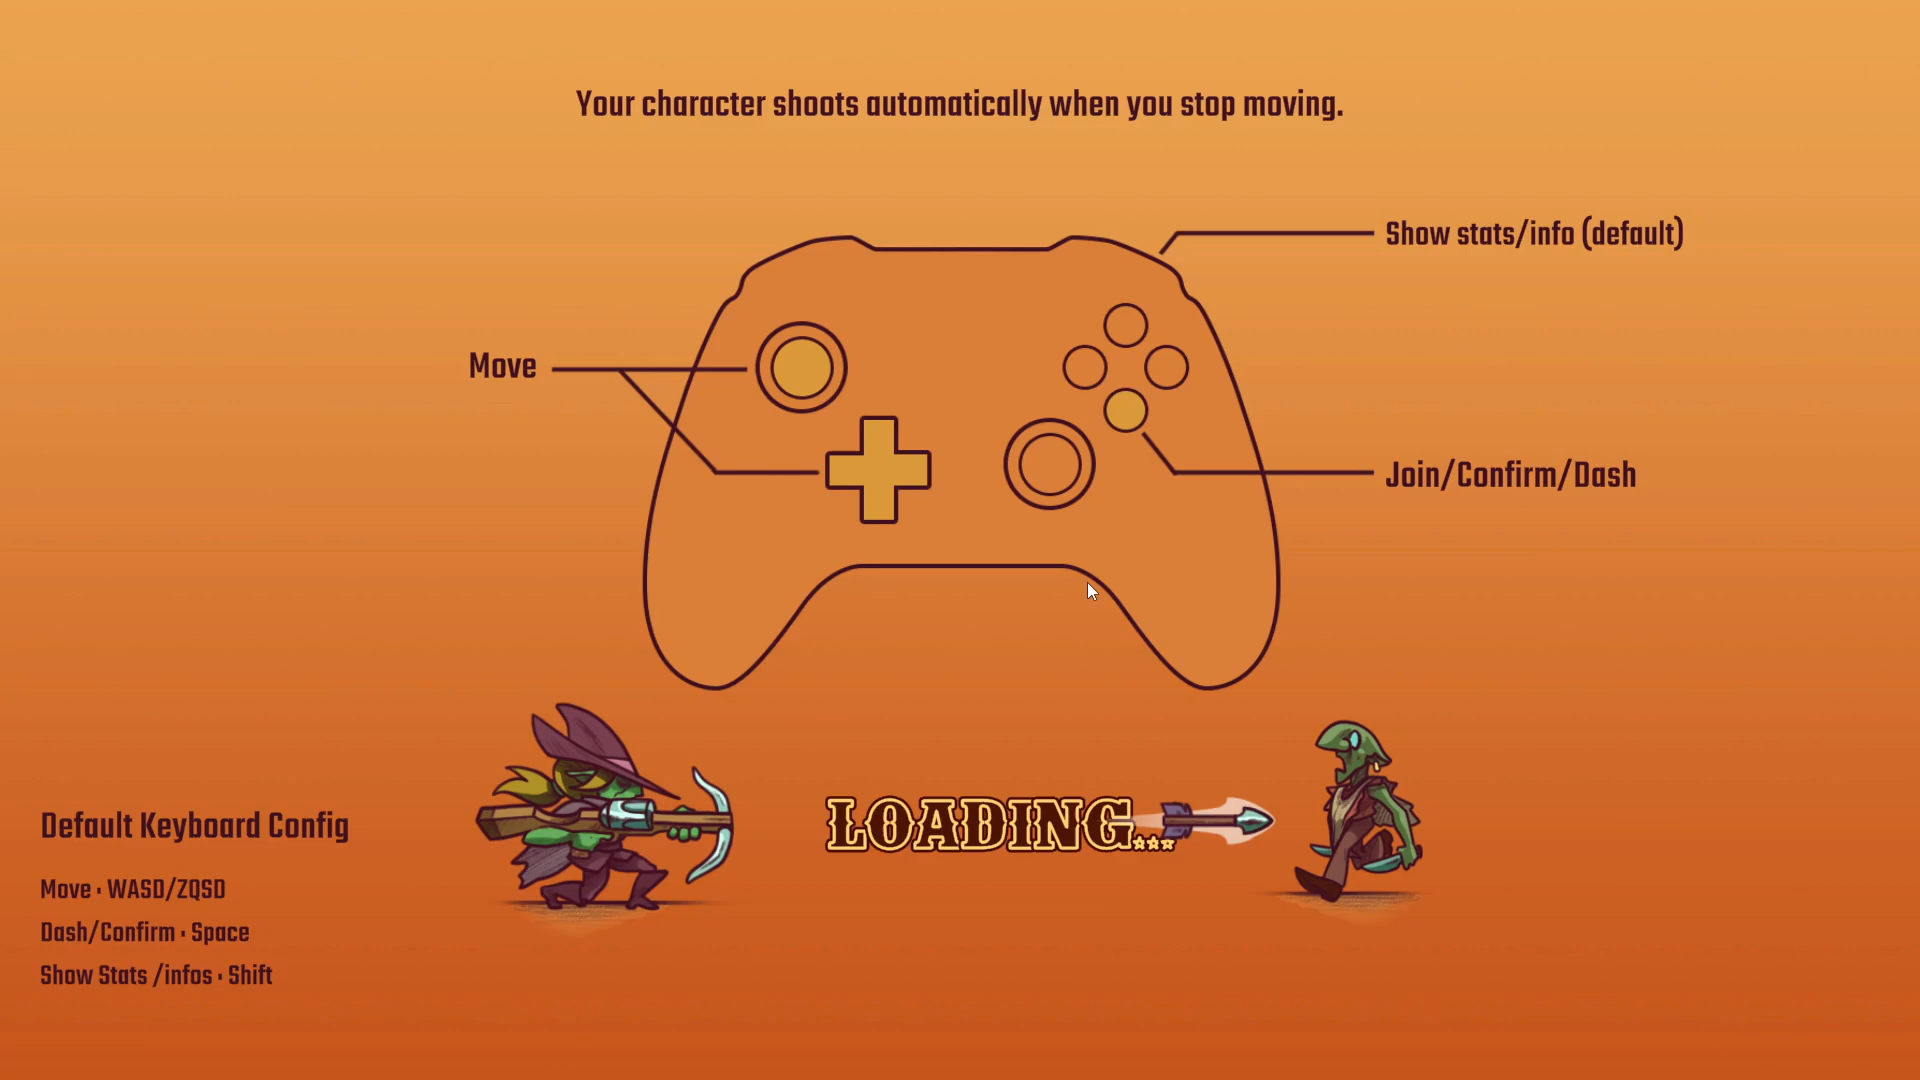 Your character shoots automatically when you stop moving.
Show stats/info (default)
Move
Join/Confirm/Dash
LOADING...
Default Keyboard Config
Move · WASD/ZQSD
Dash/Confirm · Space
Show Stats /infos · Shift